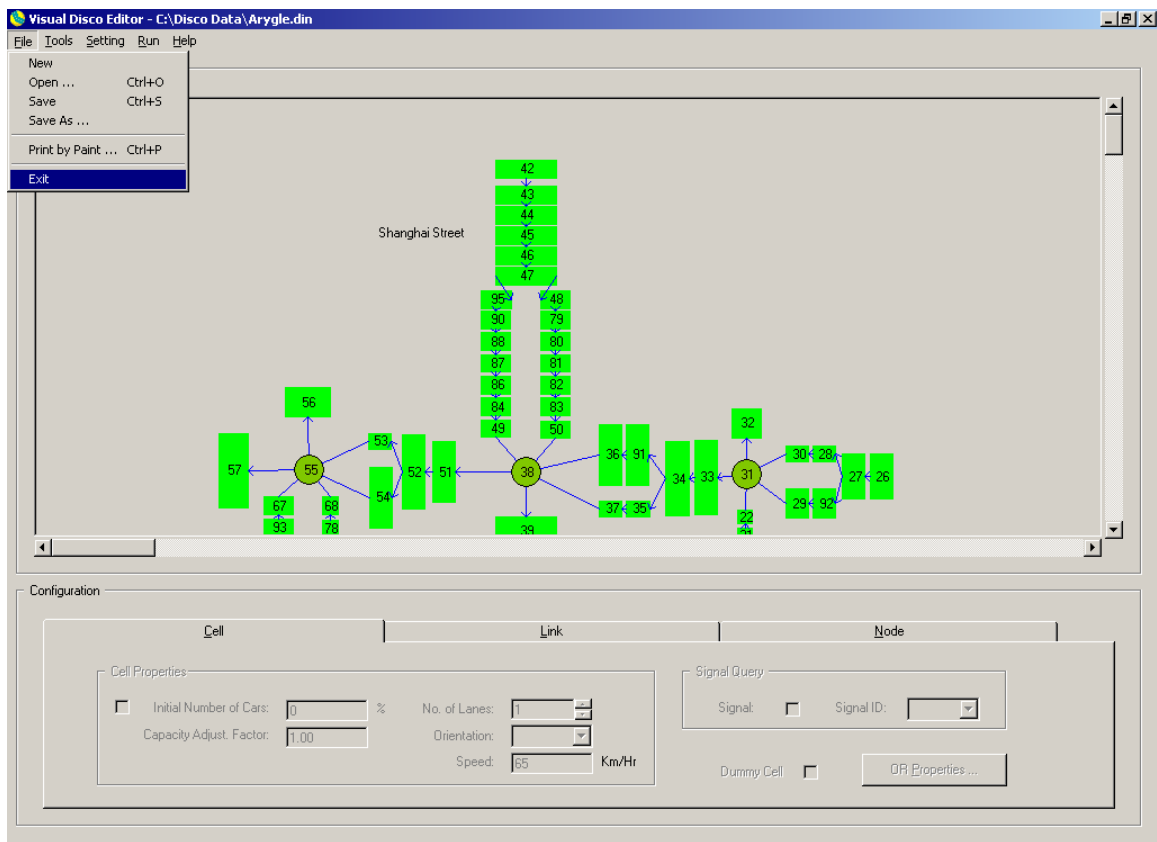 Visual Disco Editor - C:\Disco Data\Arygle.din
File Tools Setting Run Help
New
Open ... Ctrl+O
Save Ctrl+S
Save As ...
Print by Paint ... Ctrl+P
Exit
42
43
44
Shanghai Street 45
46
47
95 48
90 79
88 80
87 81
86 82
56 84 83
32
49 50
53
57 55 54 52 51 38 36 91 34 33 31 30 28 27 26
67 68 37 35 29 92
93 78 39 22
21
Configuration
Cell Link Node
Cell Properties
Initial Number of Cars: 0 % No. of Lanes: 1
Capacity Adjust. Factor: 1.00 Orientation:
Speed: 65 Km/Hr
Signal Query
Signal: Signal ID:
Dummy Cell OR Properties ...